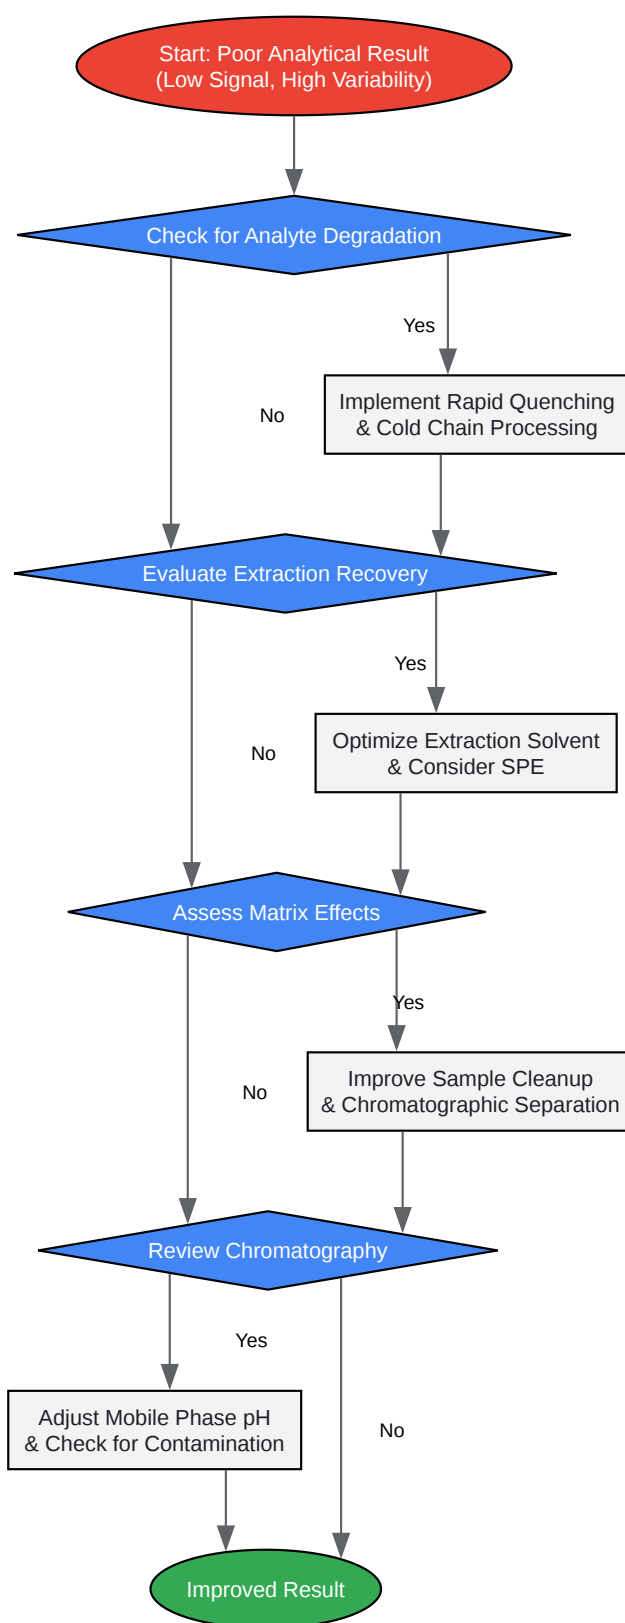 Start: Poor Analytical Result
(Low Signal, High Variability)
Check for Analyte Degradation
Yes
No
Implement Rapid Quenching
& Cold Chain Processing
Evaluate Extraction Recovery
Yes
No
Optimize Extraction Solvent
& Consider SPE
Assess Matrix Effects
Yes
No
Improve Sample Cleanup
& Chromatographic Separation
Review Chromatography
Yes
Adjust Mobile Phase pH
& Check for Contamination
No
Improved Result